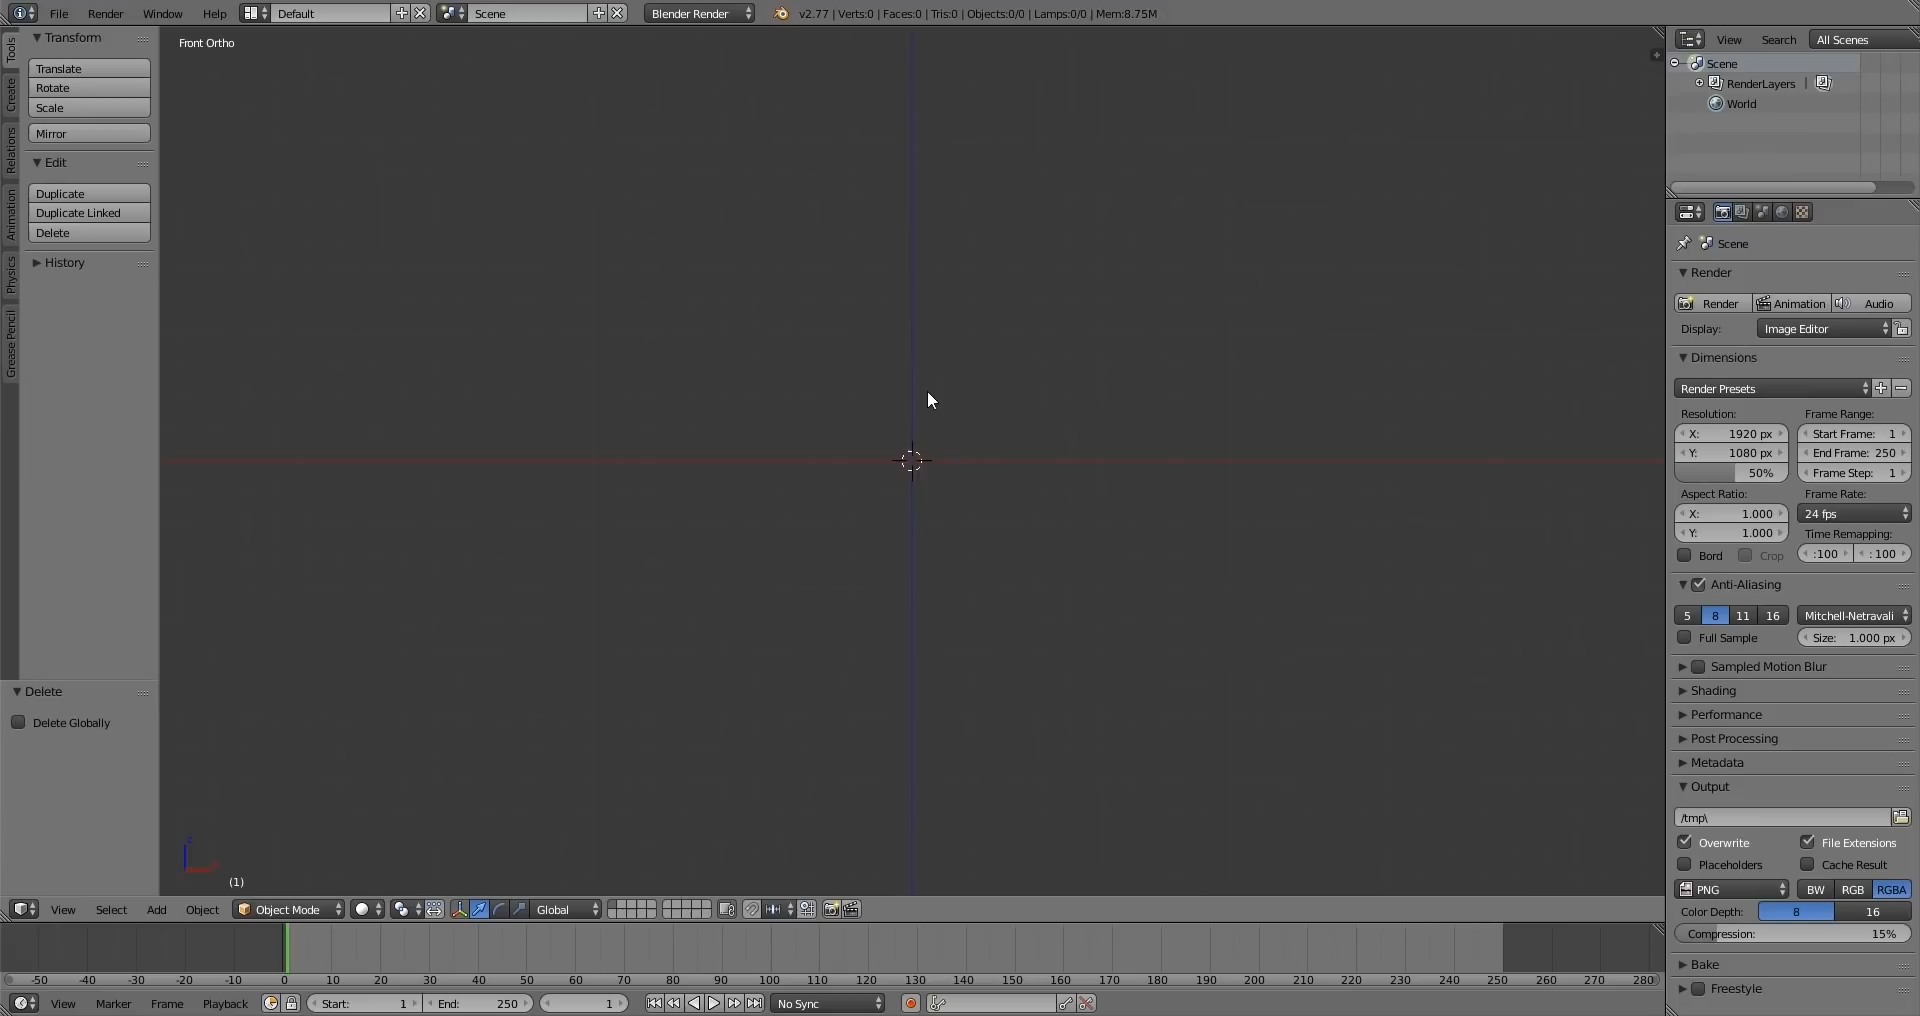 File Render Window Help Default Scene Blender Render v2.77 | Verts:0 | Faces:0 | Tris:0 | Objects:0/0 | Lamps:0/0 | Mem:8.75M
Tools
Create
Relations
Animation
Physics
Grease Pencil
Transform
Translate
Rotate
Scale
Mirror
Edit
Duplicate
Duplicate Linked
Delete
History
Delete
Delete Globally
Front Ortho
z
(1)
View Select Add Object Object Mode Global
-50 -40 -30 -20 -10 0 10 20 30 40 50 60 70 80 90 100 110 120 130 140 150 160 170 180 190 200 210 220 230 240 250 260 270 280
View Marker Frame Playback Start: 1 End: 250 1 No Sync
View Search All Scenes
Scene
RenderLayers |
World
Scene
Render
Render Animation Audio
Display: Image Editor
Dimensions
Render Presets
Resolution: Frame Range:
X: 1920 px Start Frame: 1
Y: 1080 px End Frame: 250
50% Frame Step: 1
Aspect Ratio: Frame Rate:
X: 1.000 24 fps
Y: 1.000 Time Remapping:
Bord Crop :100 : 100
Anti-Aliasing
5 8 11 16 Mitchell-Netravali
Full Sample Size: 1.000 px
Sampled Motion Blur
Shading
Performance
Post Processing
Metadata
Output
/tmp\
Overwrite File Extensions
Placeholders Cache Result
PNG BW RGB RGBA
Color Depth: 8 16
Compression: 15%
Bake
Freestyle